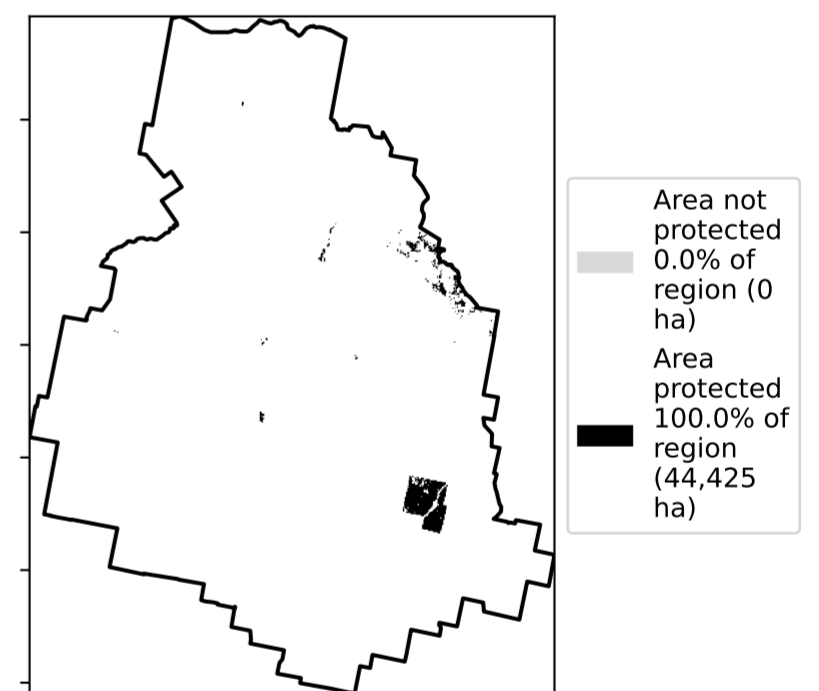 Area not
protected
0.0% of
region (0
ha)
Area
protected
100.0% of
region
(44,425
ha)